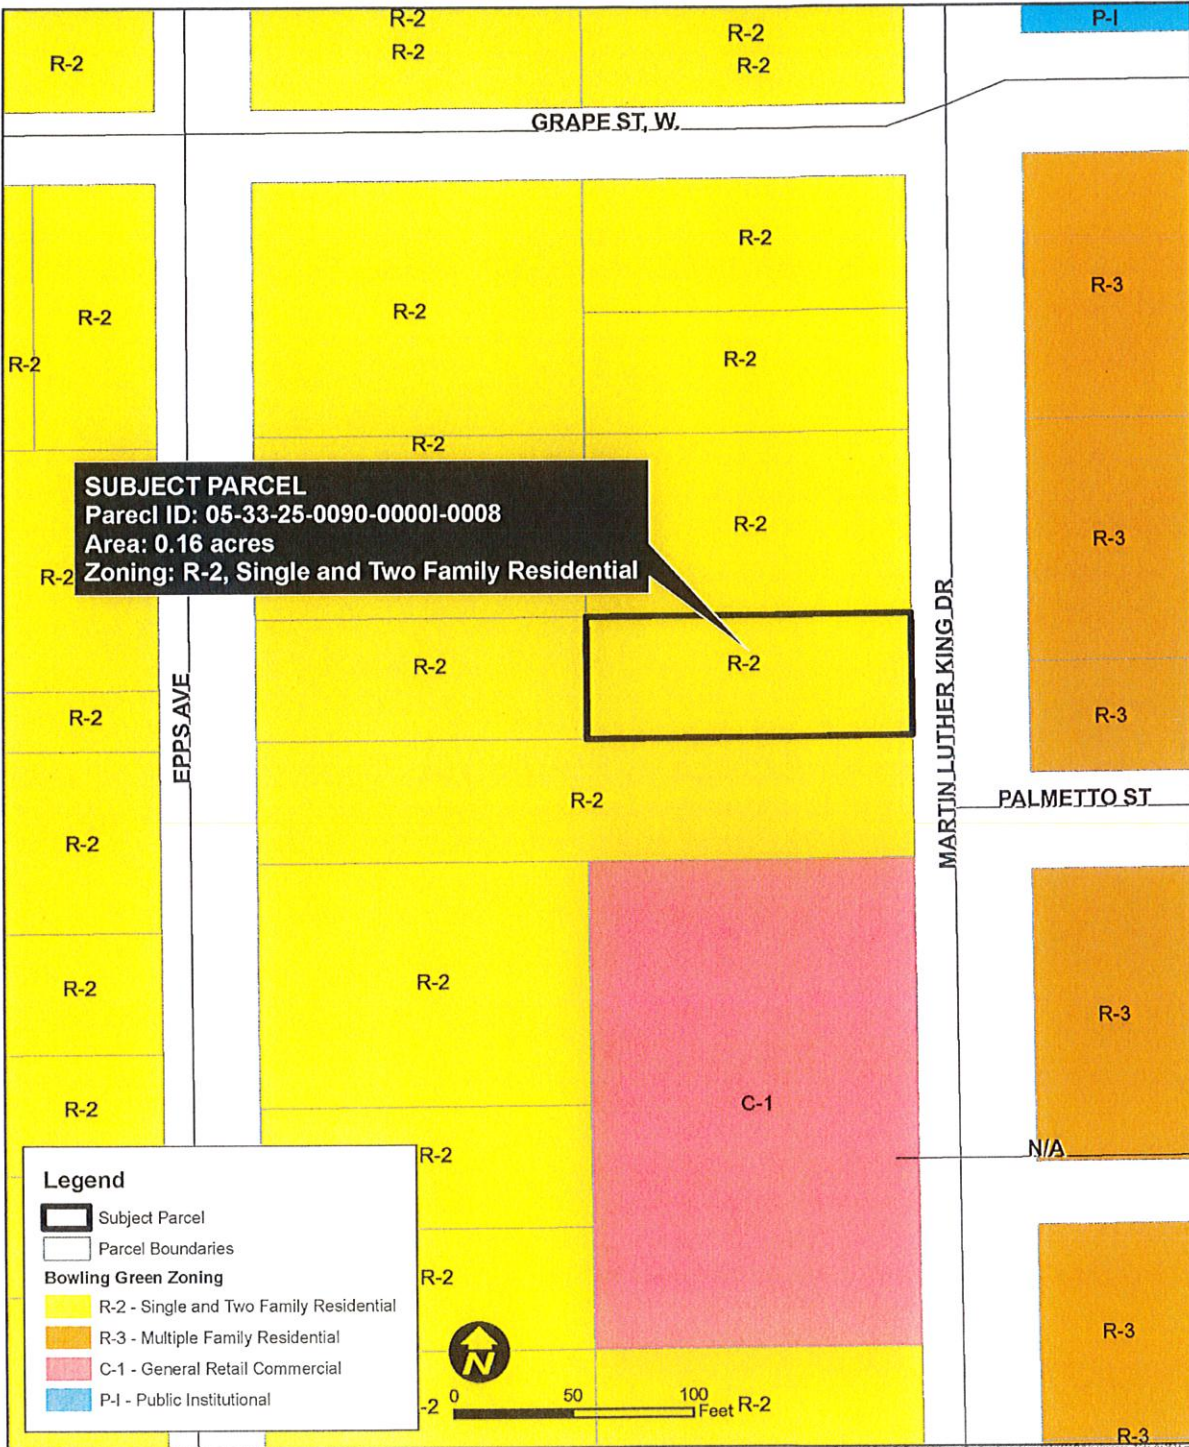 R-2
R-2
P-I
R-2
R-2
R-2
GRAPE ST, W.
R-2
R-3
R-2
R-2
R-2
R-2
R-2
SUBJECT PARCEL
Parecl ID: 05-33-25-0090-0000I-0008
Area: 0.16 acres
Zoning: R-2, Single and Two Family Residential
R-2
R-3
R-2
R-2
R-2
EPPS AVE
MARTIN LUTHER KING DR
R-2
R-3
R-2
PALMETTO ST
R-2
R-2
R-2
R-3
R-2
C-1
R-2
N/A
Legend
Subject Parcel
Parcel Boundaries
Bowling Green Zoning
R-2 - Single and Two Family Residential
R-3 - Multiple Family Residential
C-1 - General Retail Commercial
P-I - Public Institutional
R-2
R-3
N
0 50 100
Feet
-2
R-2
R-3